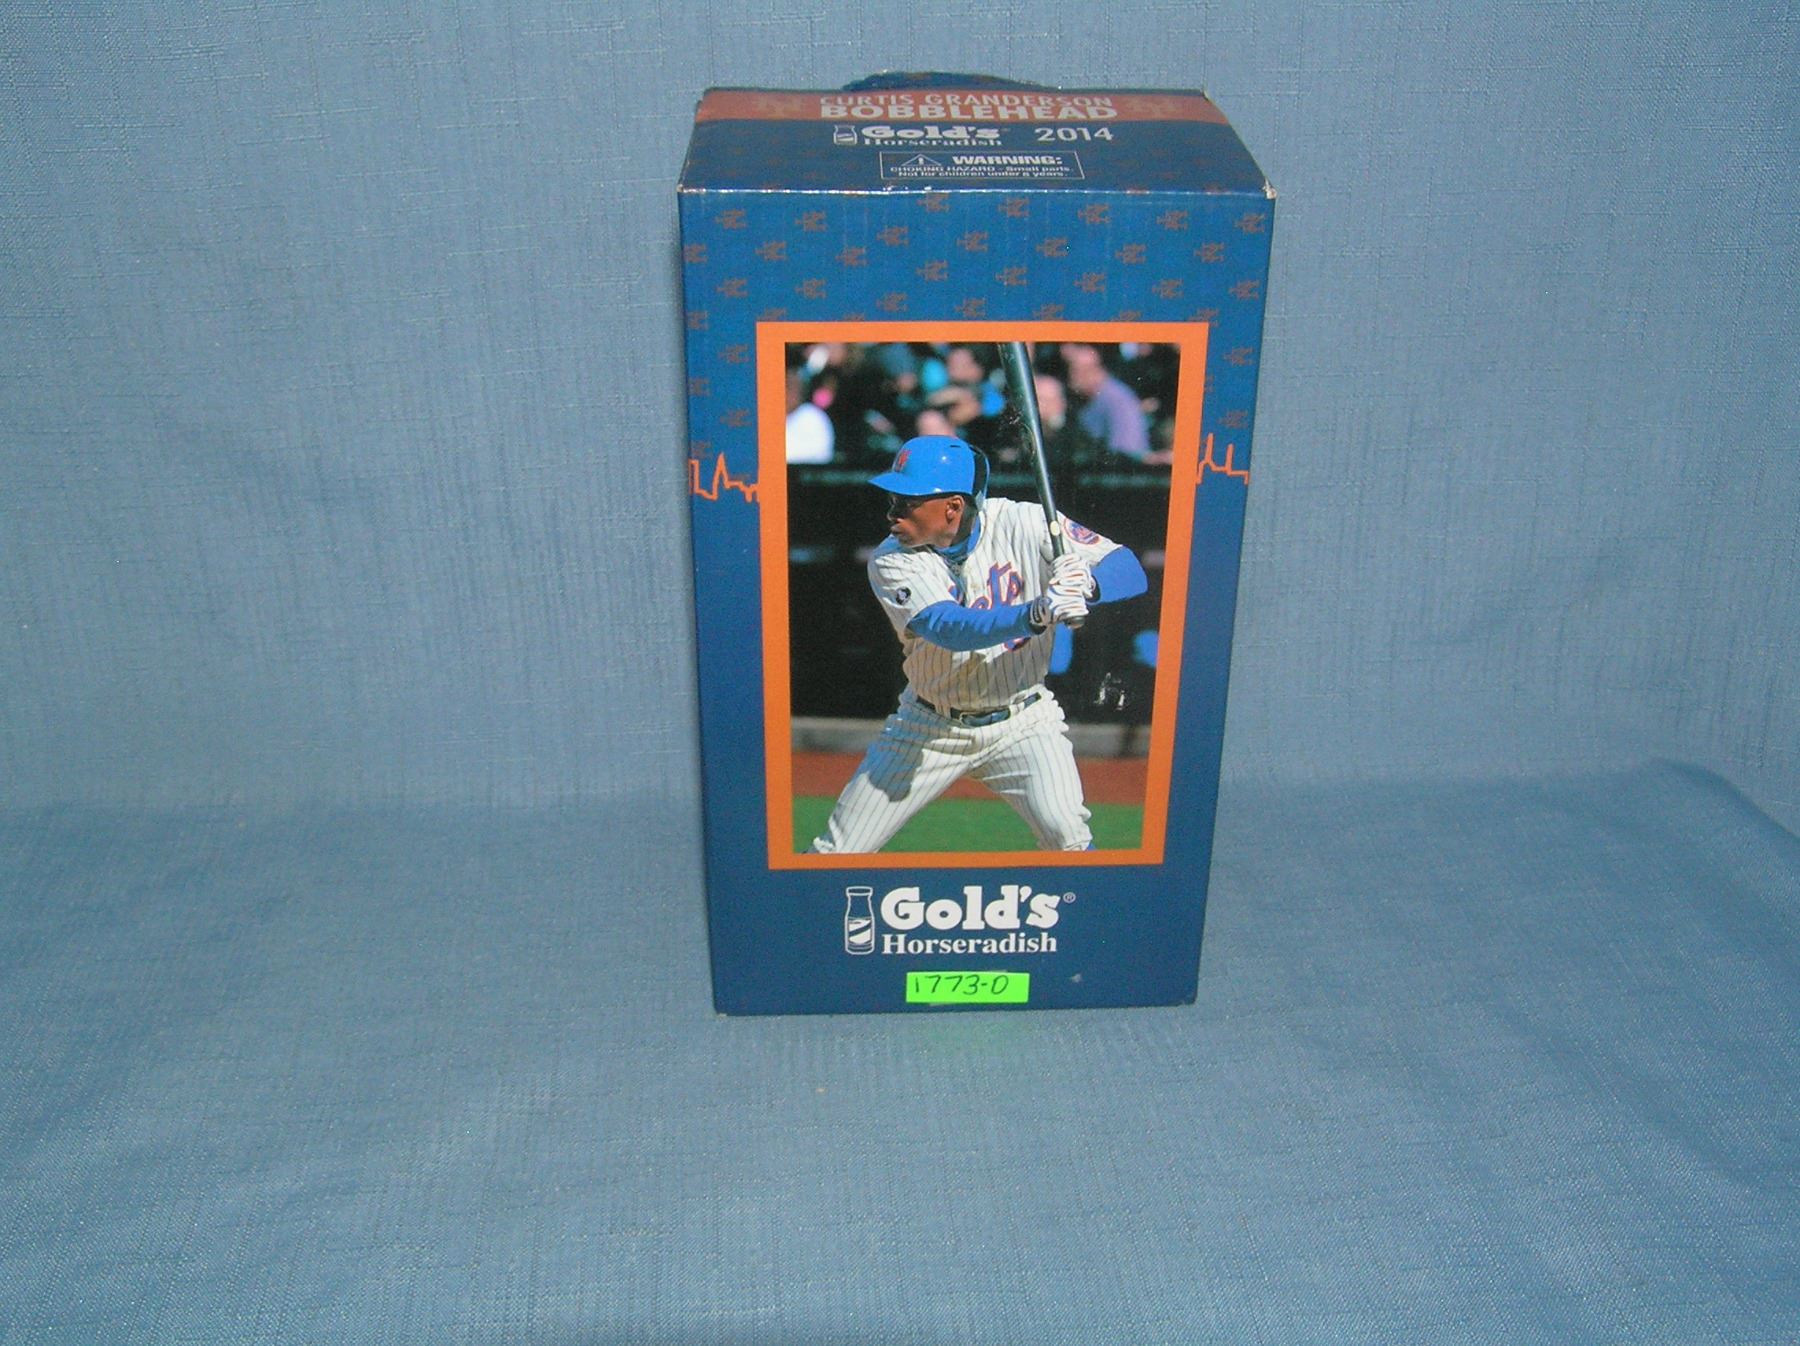 CURTIS GRANDERSON
BOBBLEHEAD
Gold's
Horseradish
2014
WARNING:
CHOKING HAZARD - Small parts.
Not for children under 5 years.
Mets
Gold's®
Horseradish
1773-0